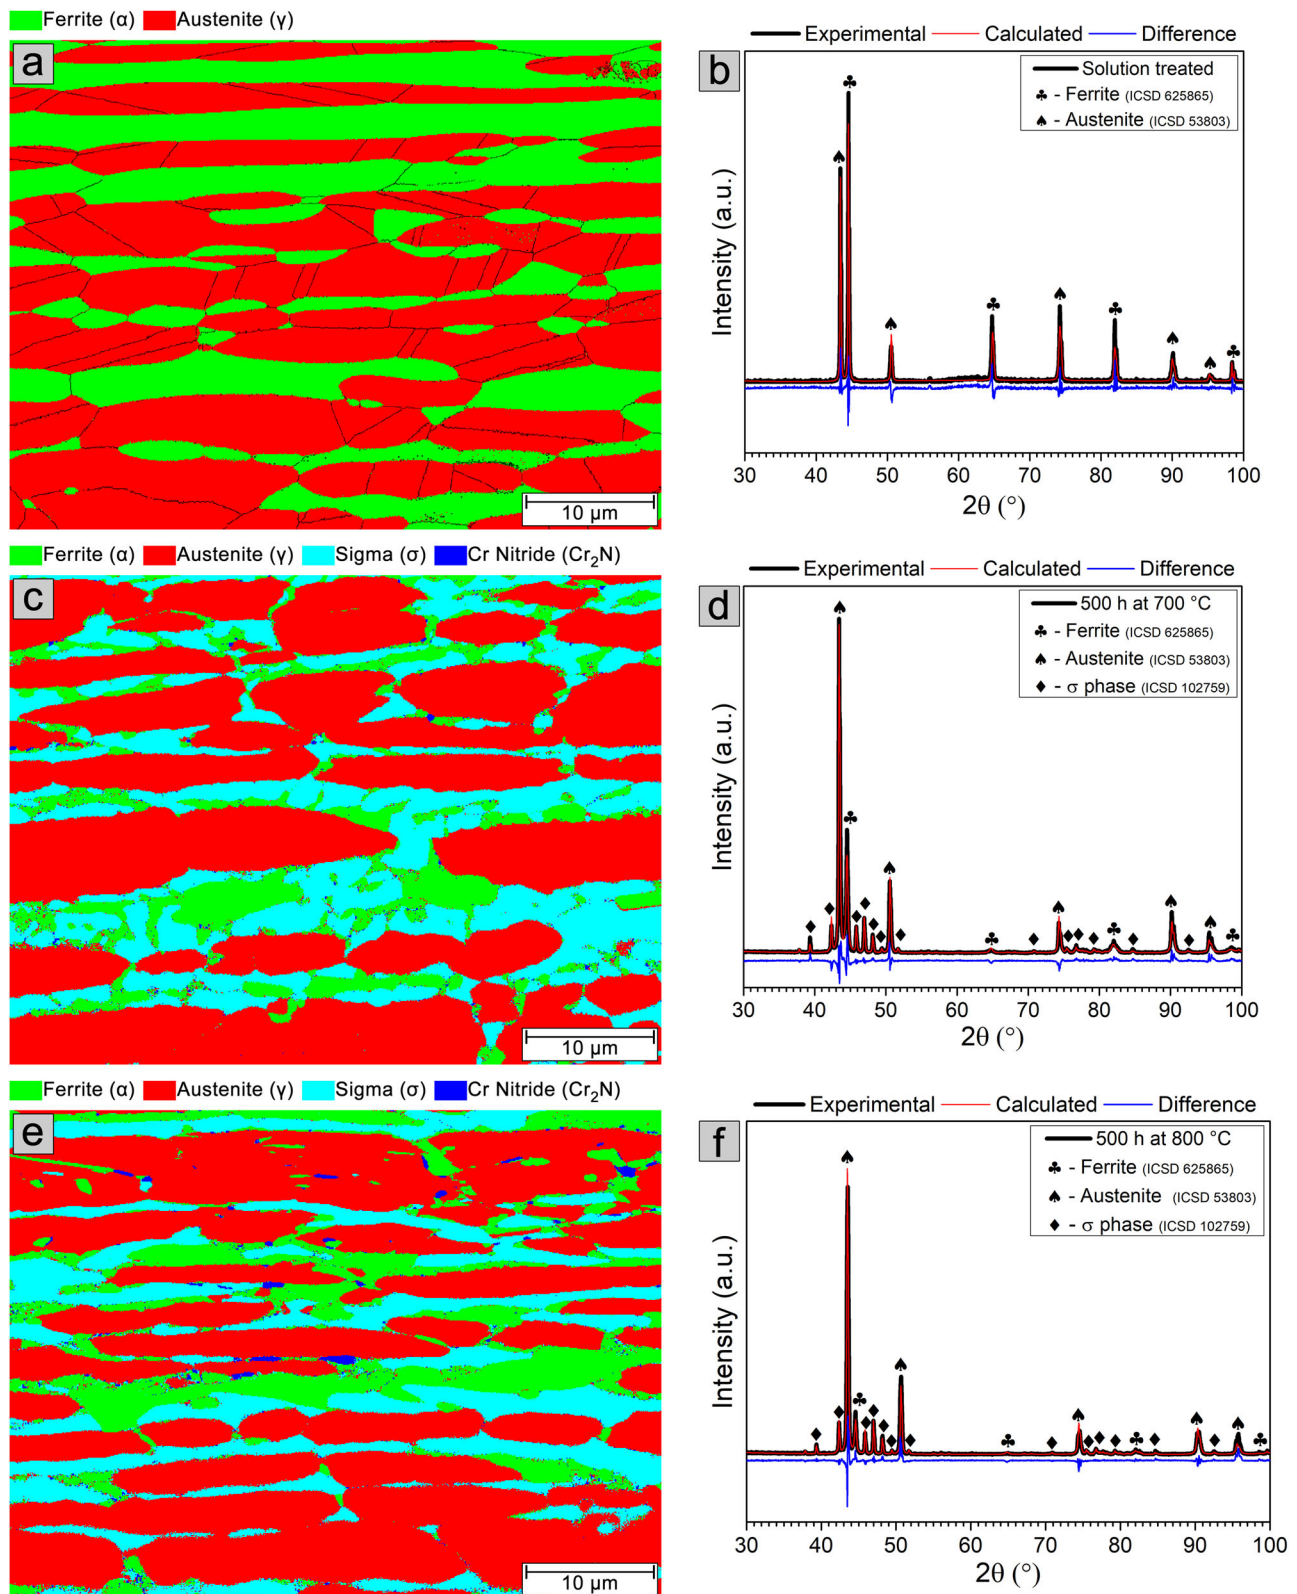 Ferrite (α) Austenite (γ)
a
10 µm
b
Experimental Calculated Difference
Solution treated
♣ - Ferrite (ICSD 625865)
♠ - Austenite (ICSD 53803)
Intensity (a.u.)
30 40 50 60 70 80 90 100
2θ (°)
Ferrite (α) Austenite (γ) Sigma (σ) Cr Nitride (Cr₂N)
c
10 µm
d
Experimental Calculated Difference
500 h at 700 °C
♣ - Ferrite (ICSD 625865)
♠ - Austenite (ICSD 53803)
♦ - σ phase (ICSD 102759)
Intensity (a.u.)
30 40 50 60 70 80 90 100
2θ (°)
Ferrite (α) Austenite (γ) Sigma (σ) Cr Nitride (Cr₂N)
e
10 µm
f
Experimental Calculated Difference
500 h at 800 °C
♣ - Ferrite (ICSD 625865)
♠ - Austenite (ICSD 53803)
♦ - σ phase (ICSD 102759)
Intensity (a.u.)
30 40 50 60 70 80 90 100
2θ (°)